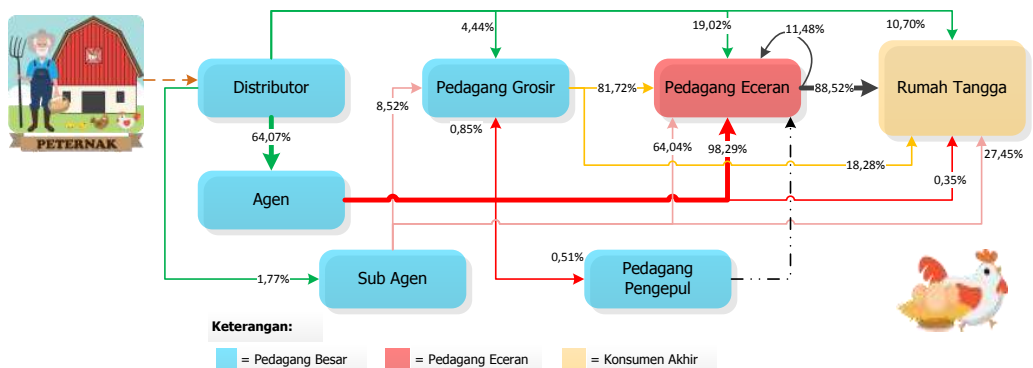 4,44%
19,02%
10,70%
11,48%
PETERNAK
Distributor
8,52%
Pedagang Grosir
81,72%
Pedagang Eceran
88,52%
Rumah Tangga
64,07%
0,85%
64,04%
98,29%
18,28%
27,45%
0,35%
Agen
1,77%
Sub Agen
0,51%
Pedagang
Pengepul
Keterangan:
= Pedagang Besar
= Pedagang Eceran
= Konsumen Akhir